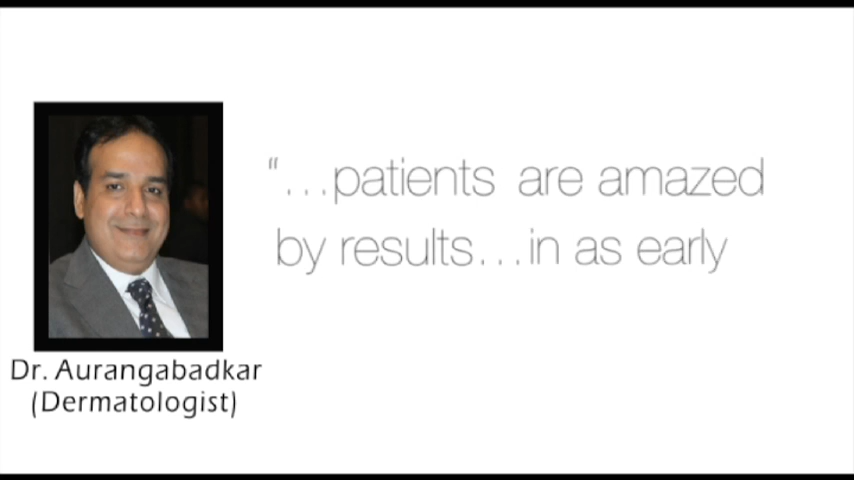 “...patients are amazed
by results...in as early
Dr. Aurangabadkar
(Dermatologist)